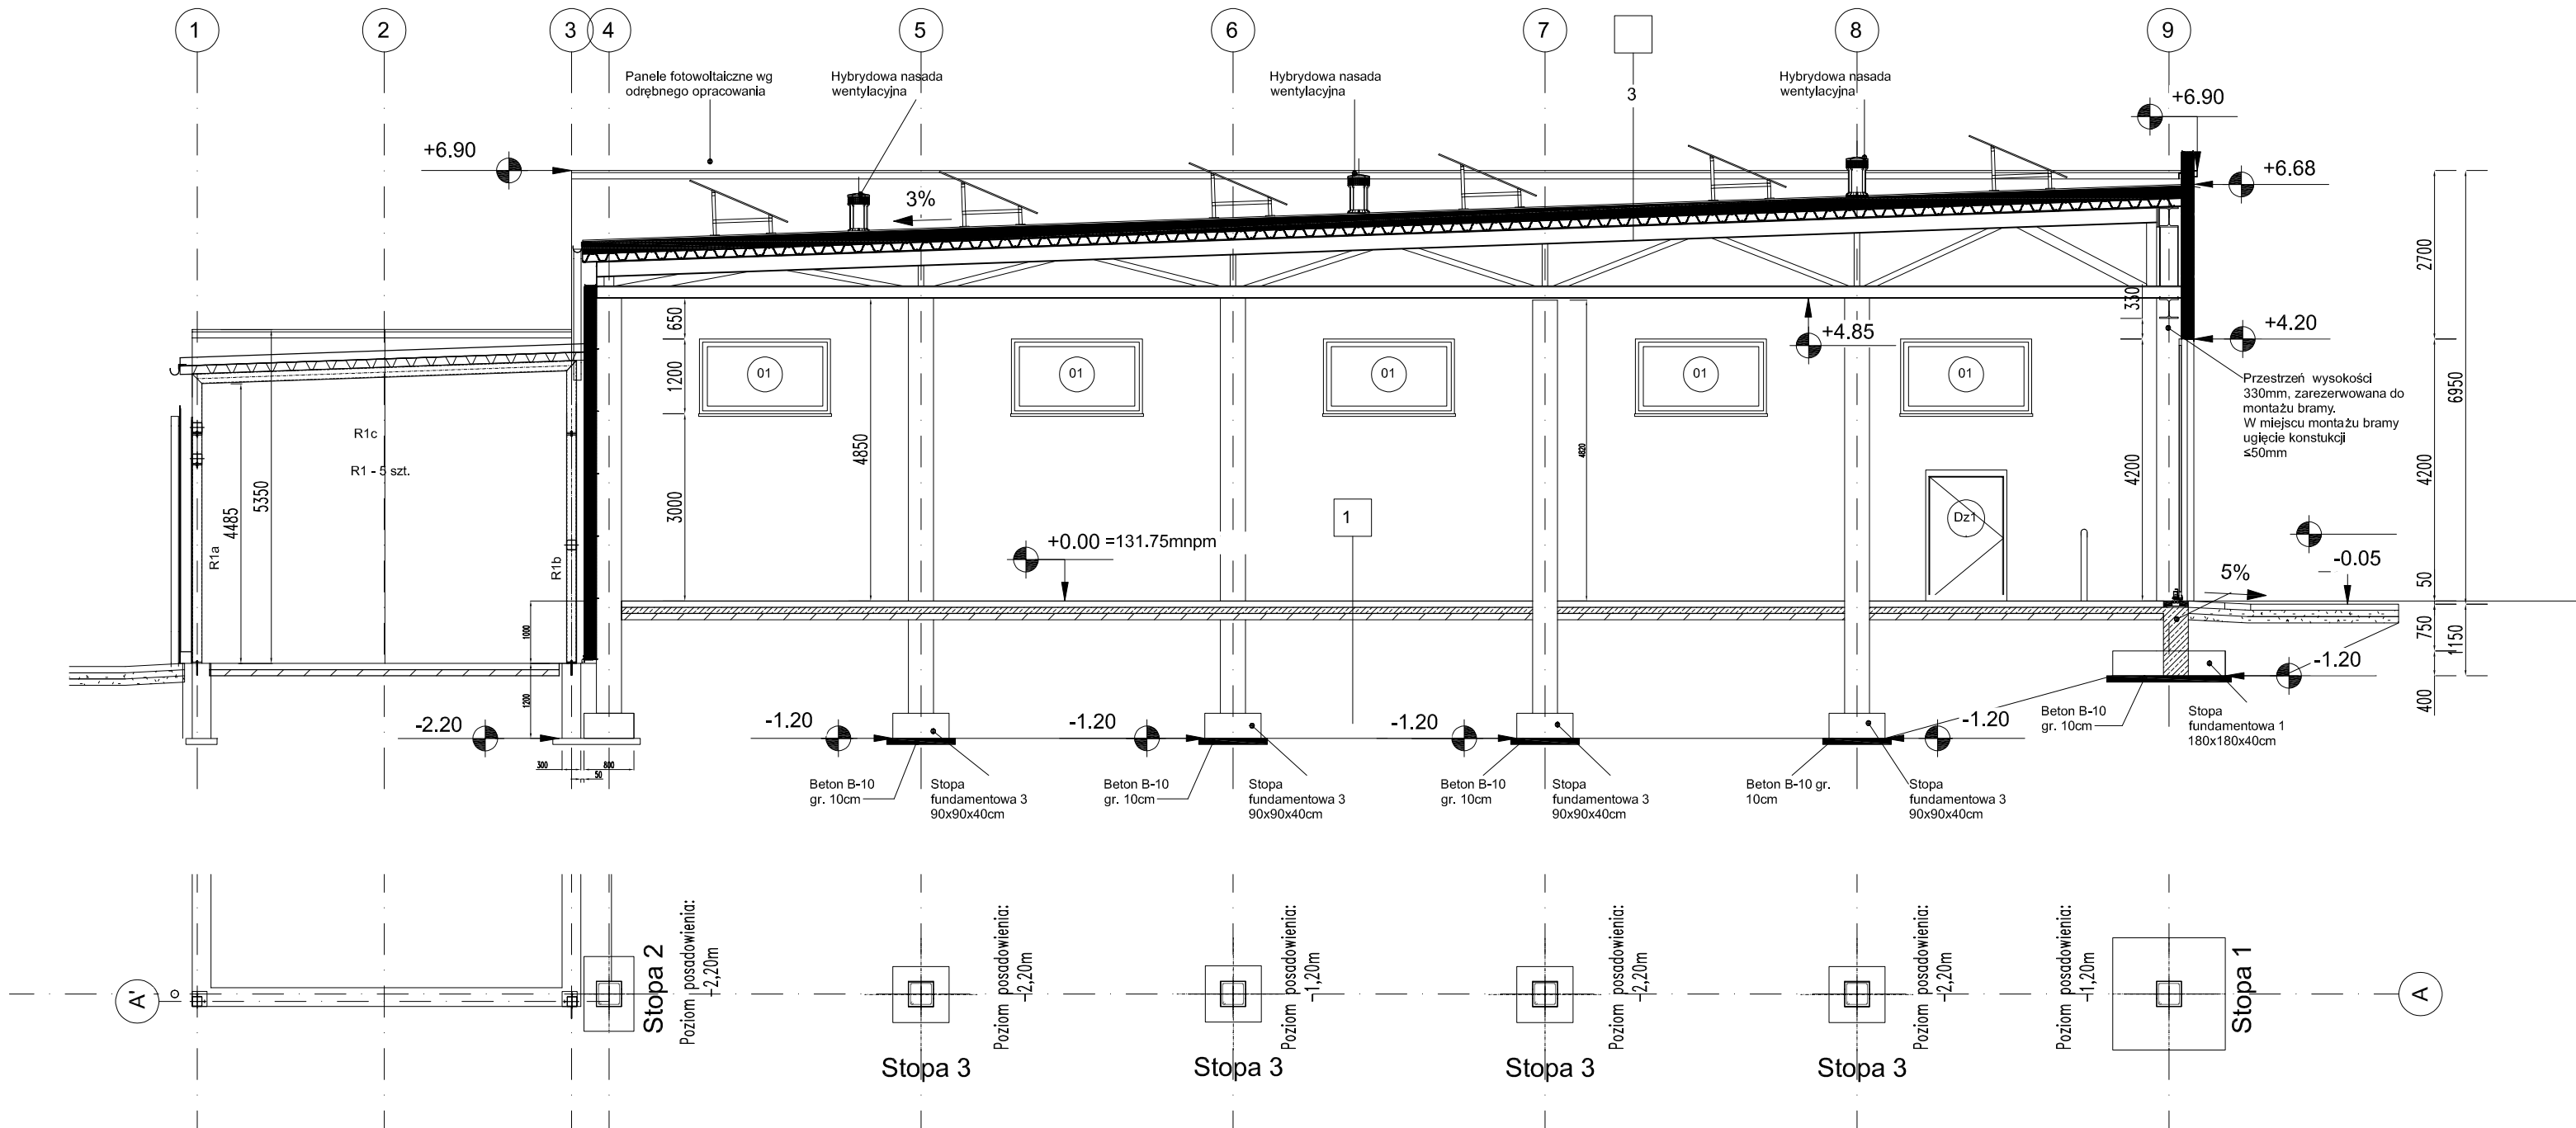 1
2
3
4
5
6
7
8
9
Panele fotowoltaiczne wg
odrębnego opracowania
Hybrydowa nasada
wentylacyjna
Hybrydowa nasada
wentylacyjna
3
Hybrydowa nasada
wentylacyjna
+6.90
+6.90
+6.68
3%
2700
650
330
+4.85
+4.20
1200
01
01
01
01
01
Przestrzeń wysokości
330mm, zarezerwowana do
montażu bramy.
W miejscu montażu bramy
ugięcie konstukcji
≤50mm
6950
R1c
R1 - 5 szt.
5350
4485
R1a
R1b
3000
4850
4820
4200
4200
1
Dz1
+0.00 =131.75mnpm
-0.05
5%
50
1000
750
1150
-1.20
400
1200
-2.20
-1.20
-1.20
-1.20
-1.20
Beton B-10
gr. 10cm
Stopa
fundamentowa 1
180x180x40cm
300
800
50
Beton B-10
gr. 10cm
Stopa
fundamentowa 3
90x90x40cm
Beton B-10
gr. 10cm
Stopa
fundamentowa 3
90x90x40cm
Beton B-10
gr. 10cm
Stopa
fundamentowa 3
90x90x40cm
Beton B-10 gr.
10cm
Stopa
fundamentowa 3
90x90x40cm
A'
Stopa 2
Poziom posadowienia:
-2,20m
Stopa 3
Poziom posadowienia:
-2,20m
Stopa 3
Poziom posadowienia:
-1,20m
Stopa 3
Poziom posadowienia:
-2,20m
Stopa 3
Poziom posadowienia:
-2,20m
Poziom posadowienia:
-1,20m
Stopa 1
A